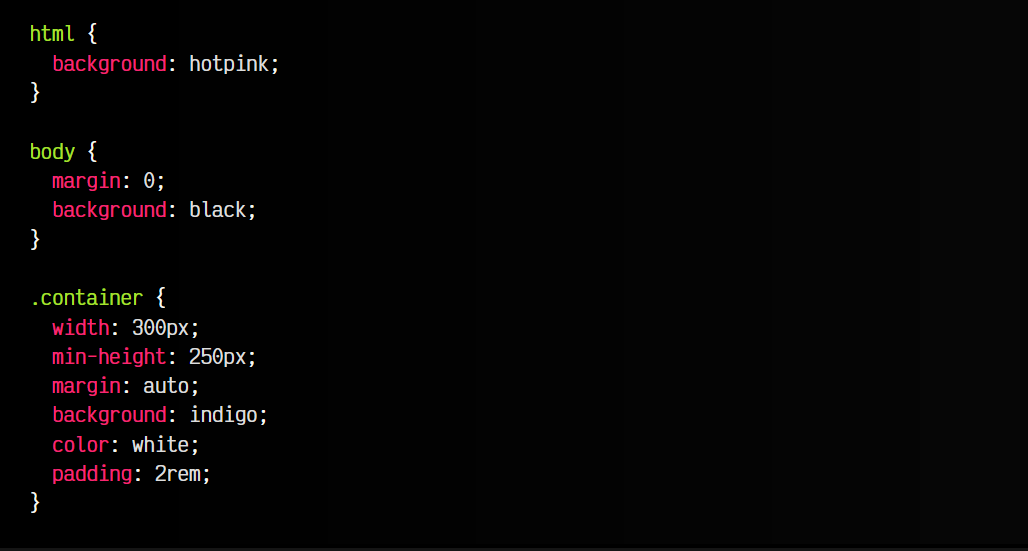 html {
  background: hotpink;
}

body {
  margin: 0;
  background: black;
}

.container {
  width: 300px;
  min-height: 250px;
  margin: auto;
  background: indigo;
  color: white;
  padding: 2rem;
}